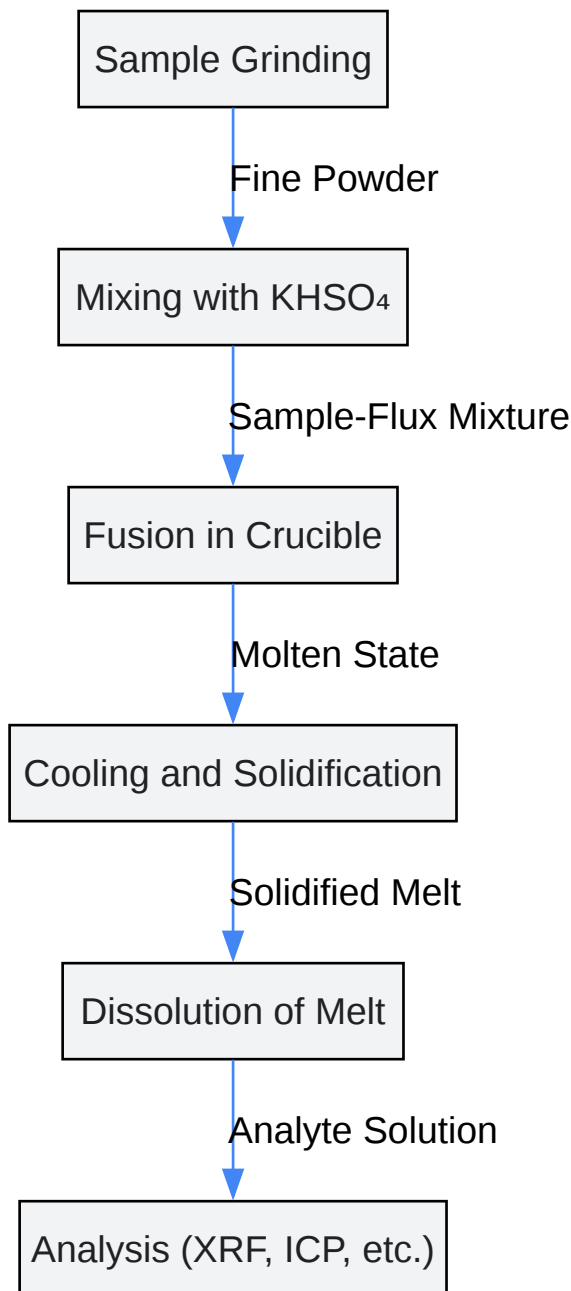 Sample Grinding
Fine Powder
Mixing with KHSO₄
Sample-Flux Mixture
Fusion in Crucible
Molten State
Cooling and Solidification
Solidified Melt
Dissolution of Melt
Analyte Solution
Analysis (XRF, ICP, etc.)